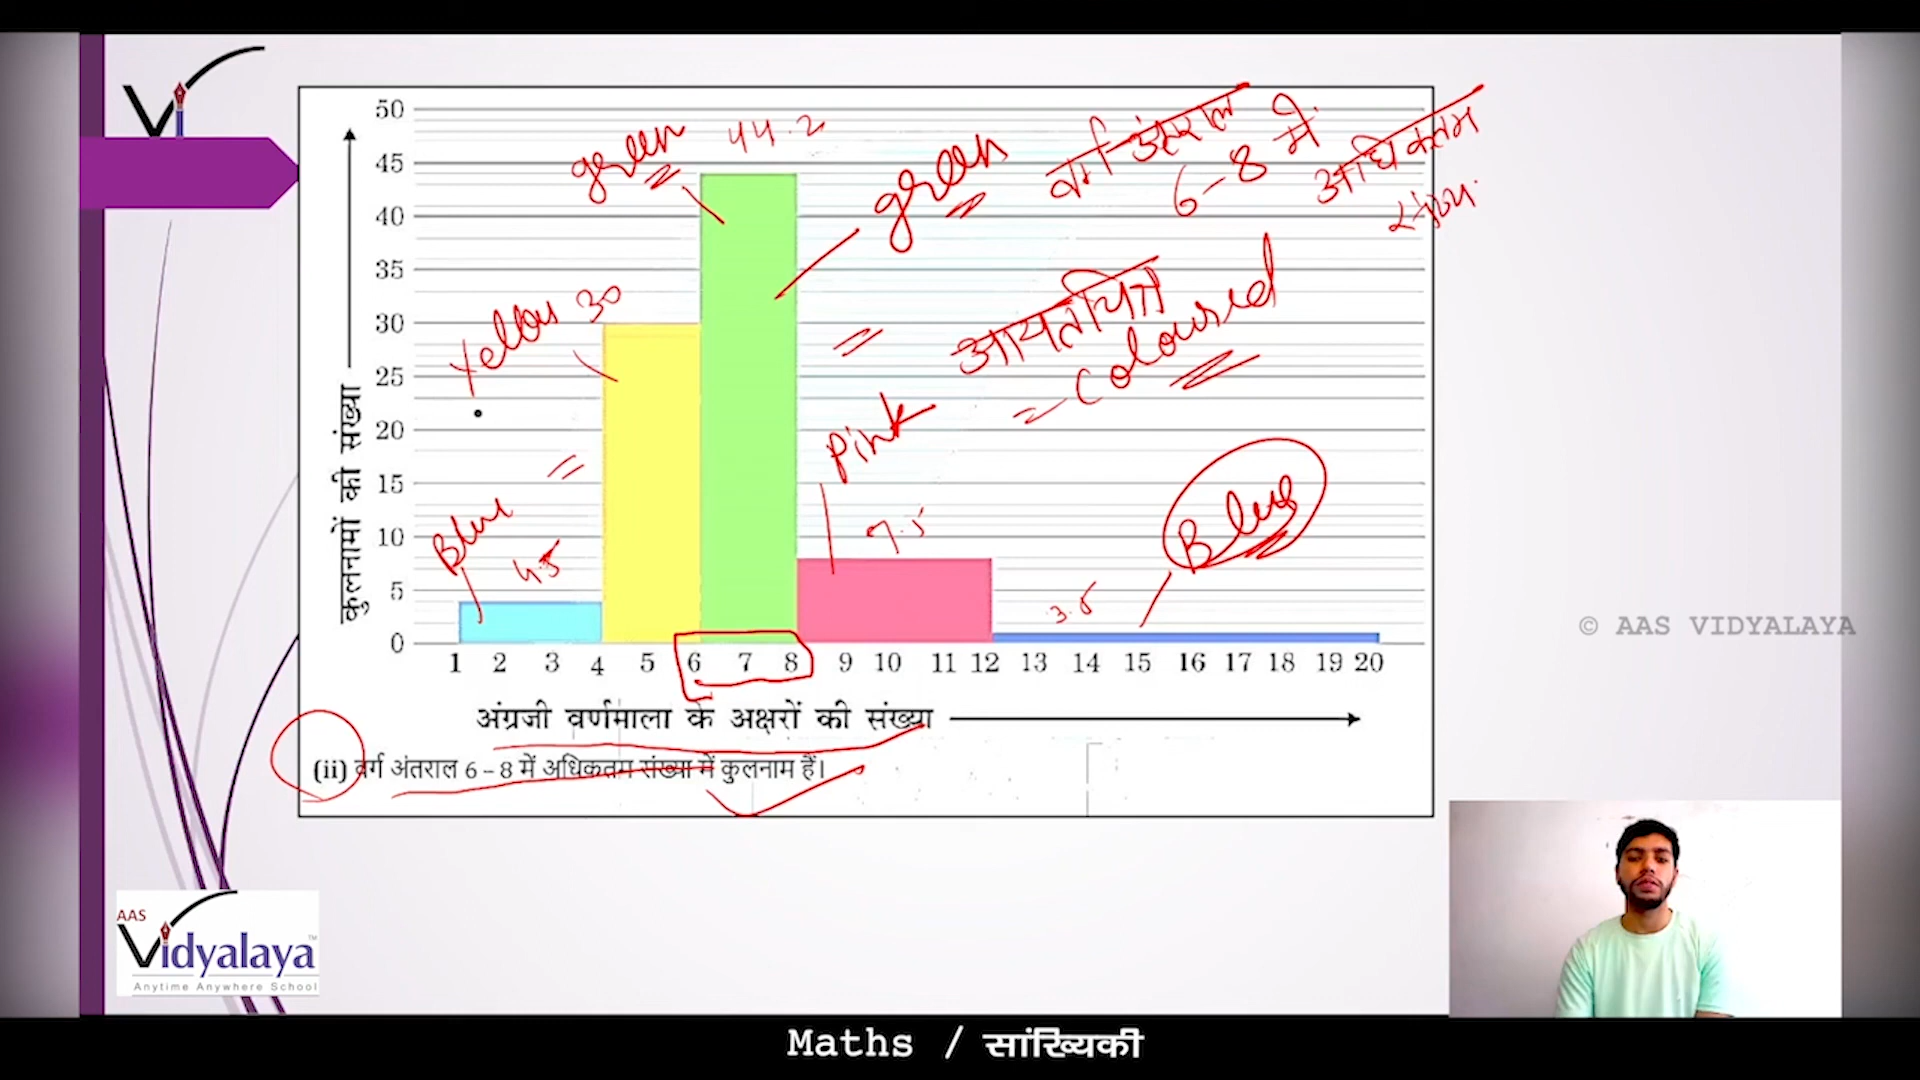 50
45
40
35
30
25
20
15
10
5
0
कुलनामों की संख्या
green 44.2
green
वर्ग अंतराल
6-8 में
अधिकतम
Yellow 30
आयतचित्र
= Coloured
Pink
7.5
Blue
4.5
Blue
1 2 3 4 5 6 7 8 9 10 11 12 13 14 15 16 17 18 19 20
अंग्रजी वर्णमाला के अक्षरों की संख्या
(ii) वर्ग अंतराल 6 – 8 में अधिकतम संख्या में कुलनाम हैं।
© AAS VIDYALAYA
AAS
Vidyalaya
Anytime Anywhere School
Maths / सांख्यिकी